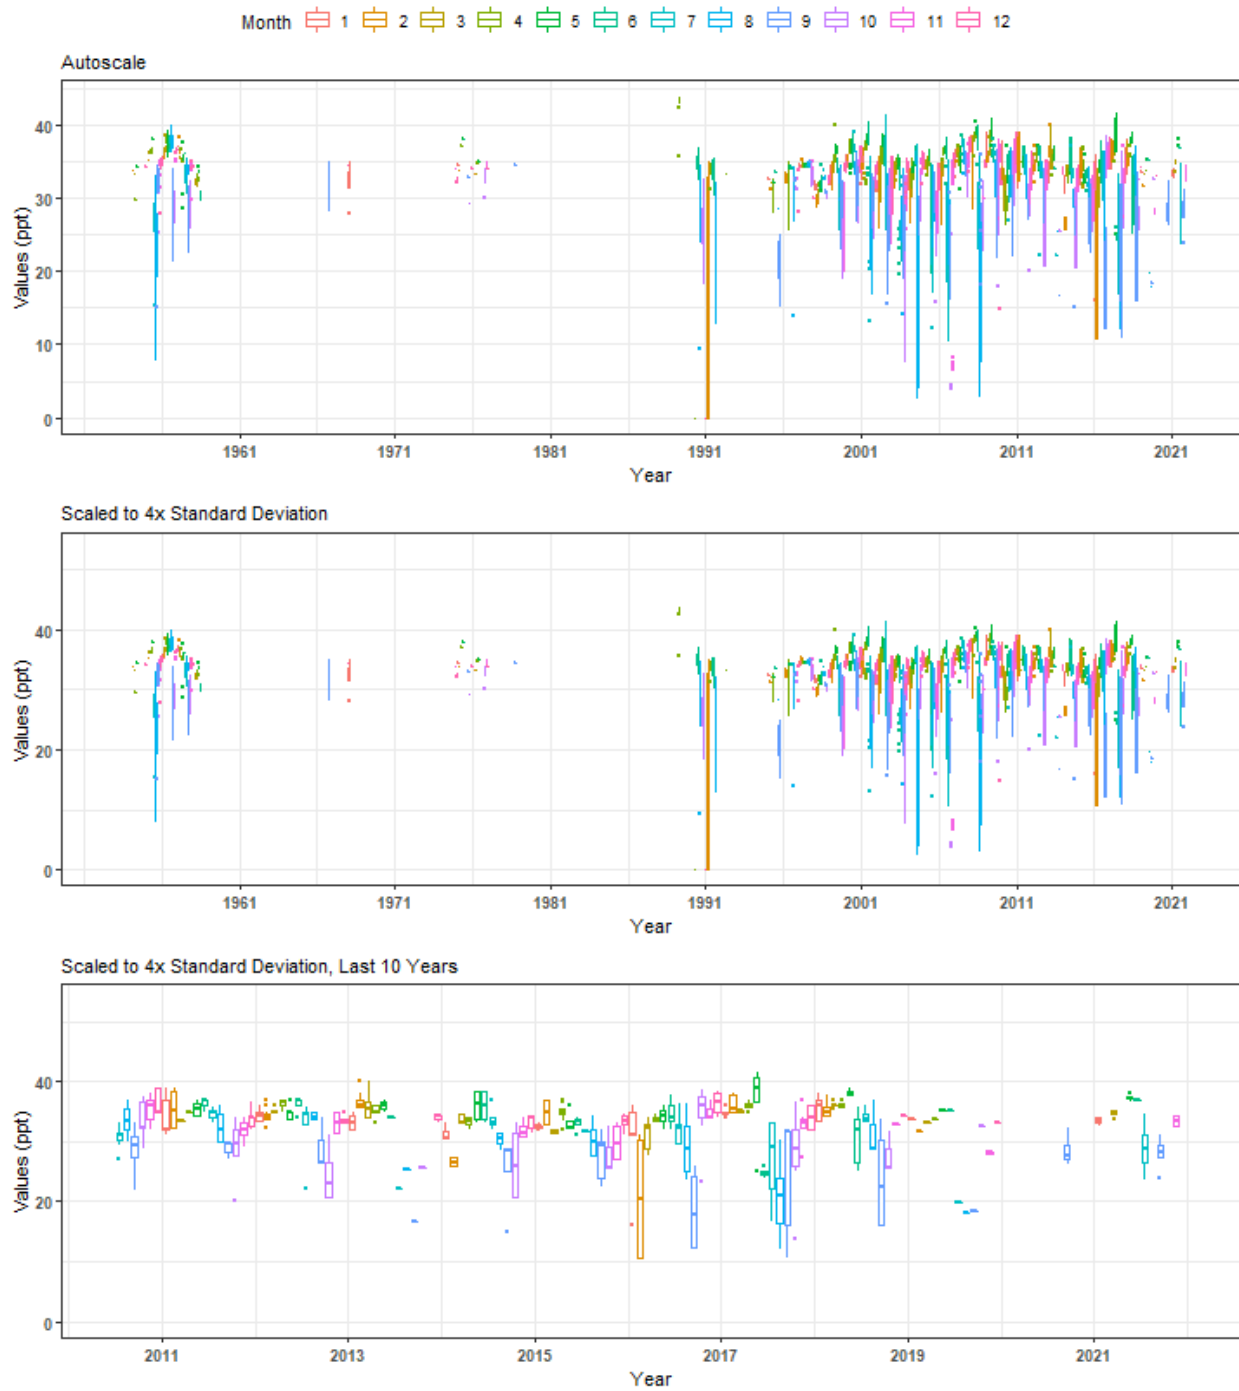 Month 1 2 3 4 5 6 7 8 9 10 11 12
Autoscale
Values (ppt)
40
30
20
10
0
1961 1971 1981 1991 2001 2011 2021
Year
Scaled to 4x Standard Deviation
Values (ppt)
40
20
0
1961 1971 1981 1991 2001 2011 2021
Year
Scaled to 4x Standard Deviation, Last 10 Years
Values (ppt)
40
20
0
2011 2013 2015 2017 2019 2021
Year